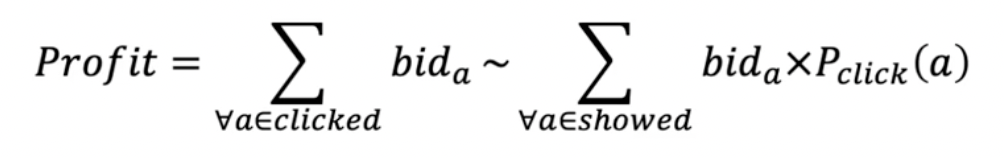 Profit = ∑ bid_a ~ ∑ bid_a×P_click(a)
∀a∈clicked ∀a∈showed